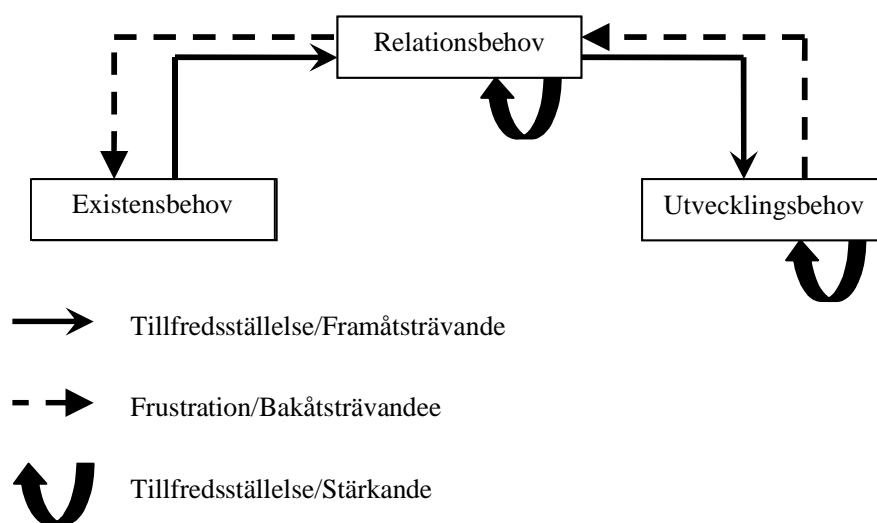 Relationsbehov
Existensbehov
Utvecklingsbehov
Tillfredsställelse/Framåtsträvande
Frustration/Bakåtsträvandee
Tillfredsställelse/Stärkande